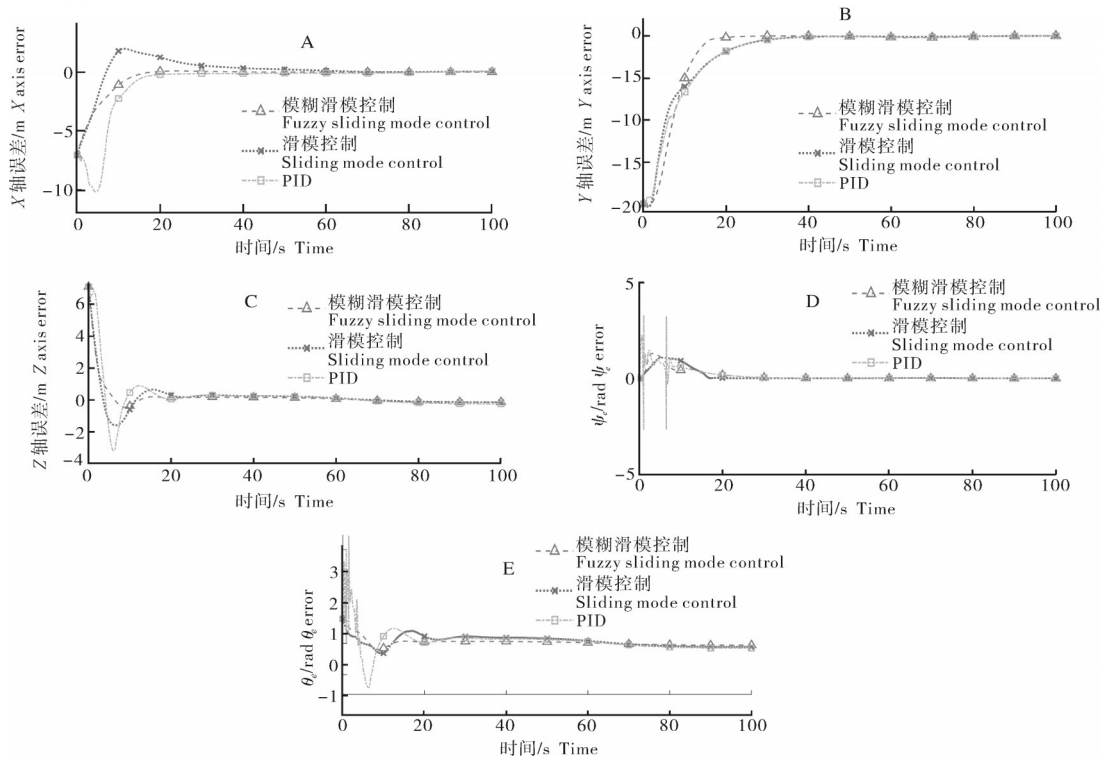 A
X 轴误差/m X axis error
0
−5
−10
模糊滑模控制
Fuzzy sliding mode control
滑模控制
Sliding mode control
PID
0 20 40 60 80 100
时间/s Time
B
Y 轴误差/m Y axis error
0
−15
−10
−15
−20
模糊滑模控制
Fuzzy sliding mode control
滑模控制
Sliding mode control
PID
0 20 40 60 80 100
时间/s Time
C
Z 轴误差/m Z axis error
6
4
2
0
−2
−4
模糊滑模控制
Fuzzy sliding mode control
滑模控制
Sliding mode control
PID
0 20 40 60 80 100
时间/s Time
D
ψe/rad ψe error
5
0
−5
模糊滑模控制
Fuzzy sliding mode control
滑模控制
Sliding mode control
PID
0 20 40 60 80 100
时间/s Time
E
θe/rad θe error
3
2
1
0
−1
模糊滑模控制
Fuzzy sliding mode control
滑模控制
Sliding mode control
PID
0 20 40 60 80 100
时间/s Time